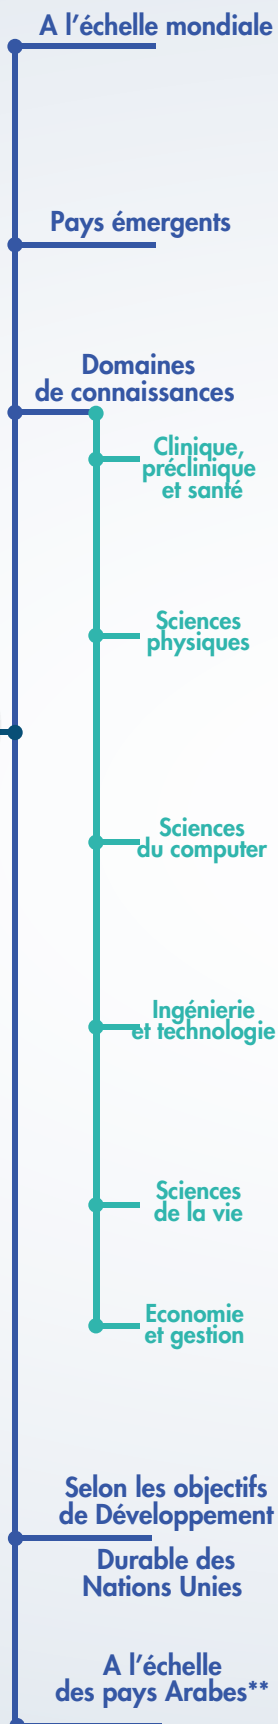 A l'échelle mondiale
Pays émergents
Domaines
de connaissances
Clinique,
préclinique
et santé
Sciences
physiques
Sciences
du computer
Ingénierie
et technologie
Sciences
de la vie
Economie
et gestion
Selon les objectifs
de Développement
Durable des
Nations Unies
A l'échelle
des pays Arabes**